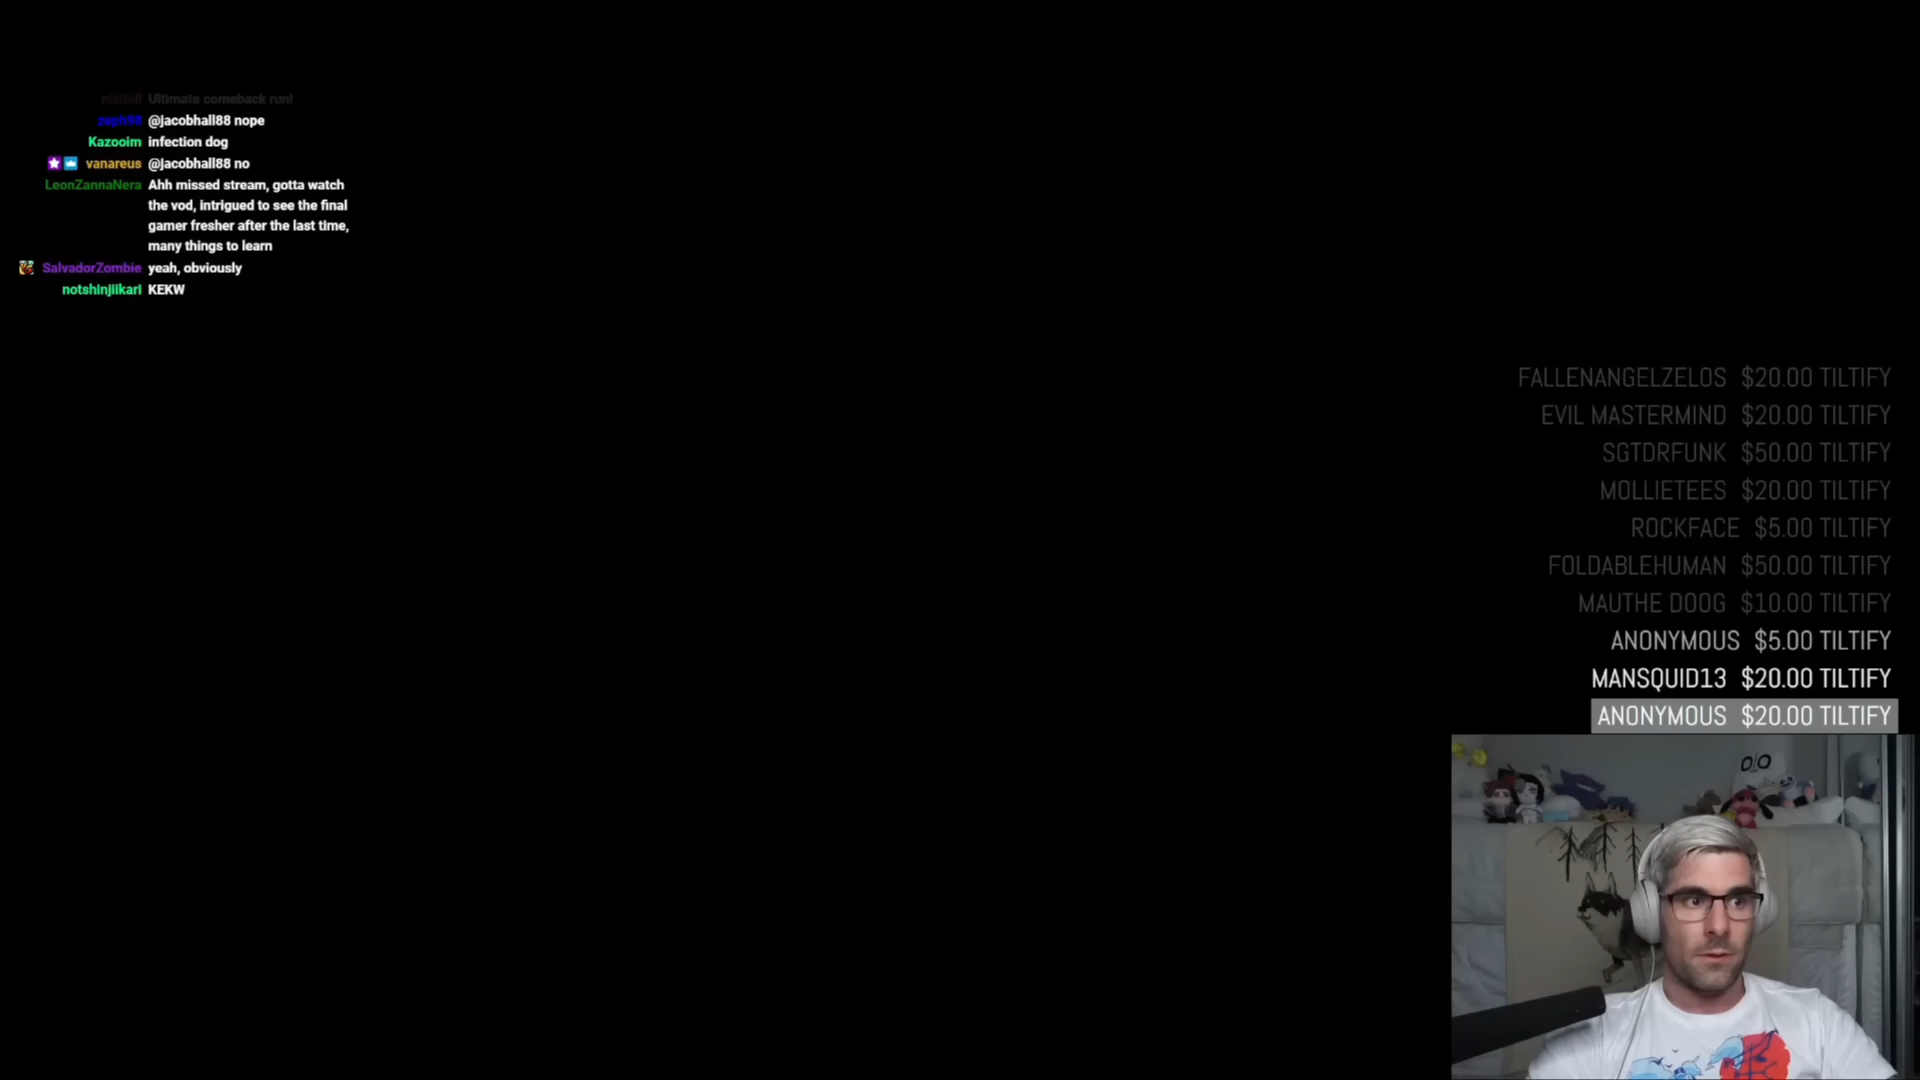 Ultimate comeback run!
zeph98 @jacobhall88 nope
Kazooim infection dog
vanareus @jacobhall88 no
LeonZannaNera Ahh missed stream, gotta watch
the vod, intrigued to see the final
gamer fresher after the last time,
many things to learn
SalvadorZombie yeah, obviously
notshinjiikari KEKW
FALLENANGELZELOS $20.00 TILTIFY
EVIL MASTERMIND $20.00 TILTIFY
SGTDRFUNK $50.00 TILTIFY
MOLLIETEES $20.00 TILTIFY
ROCKFACE $5.00 TILTIFY
FOLDABLEHUMAN $50.00 TILTIFY
MAUTHE DOOG $10.00 TILTIFY
ANONYMOUS $5.00 TILTIFY
MANSQUID13 $20.00 TILTIFY
ANONYMOUS $20.00 TILTIFY